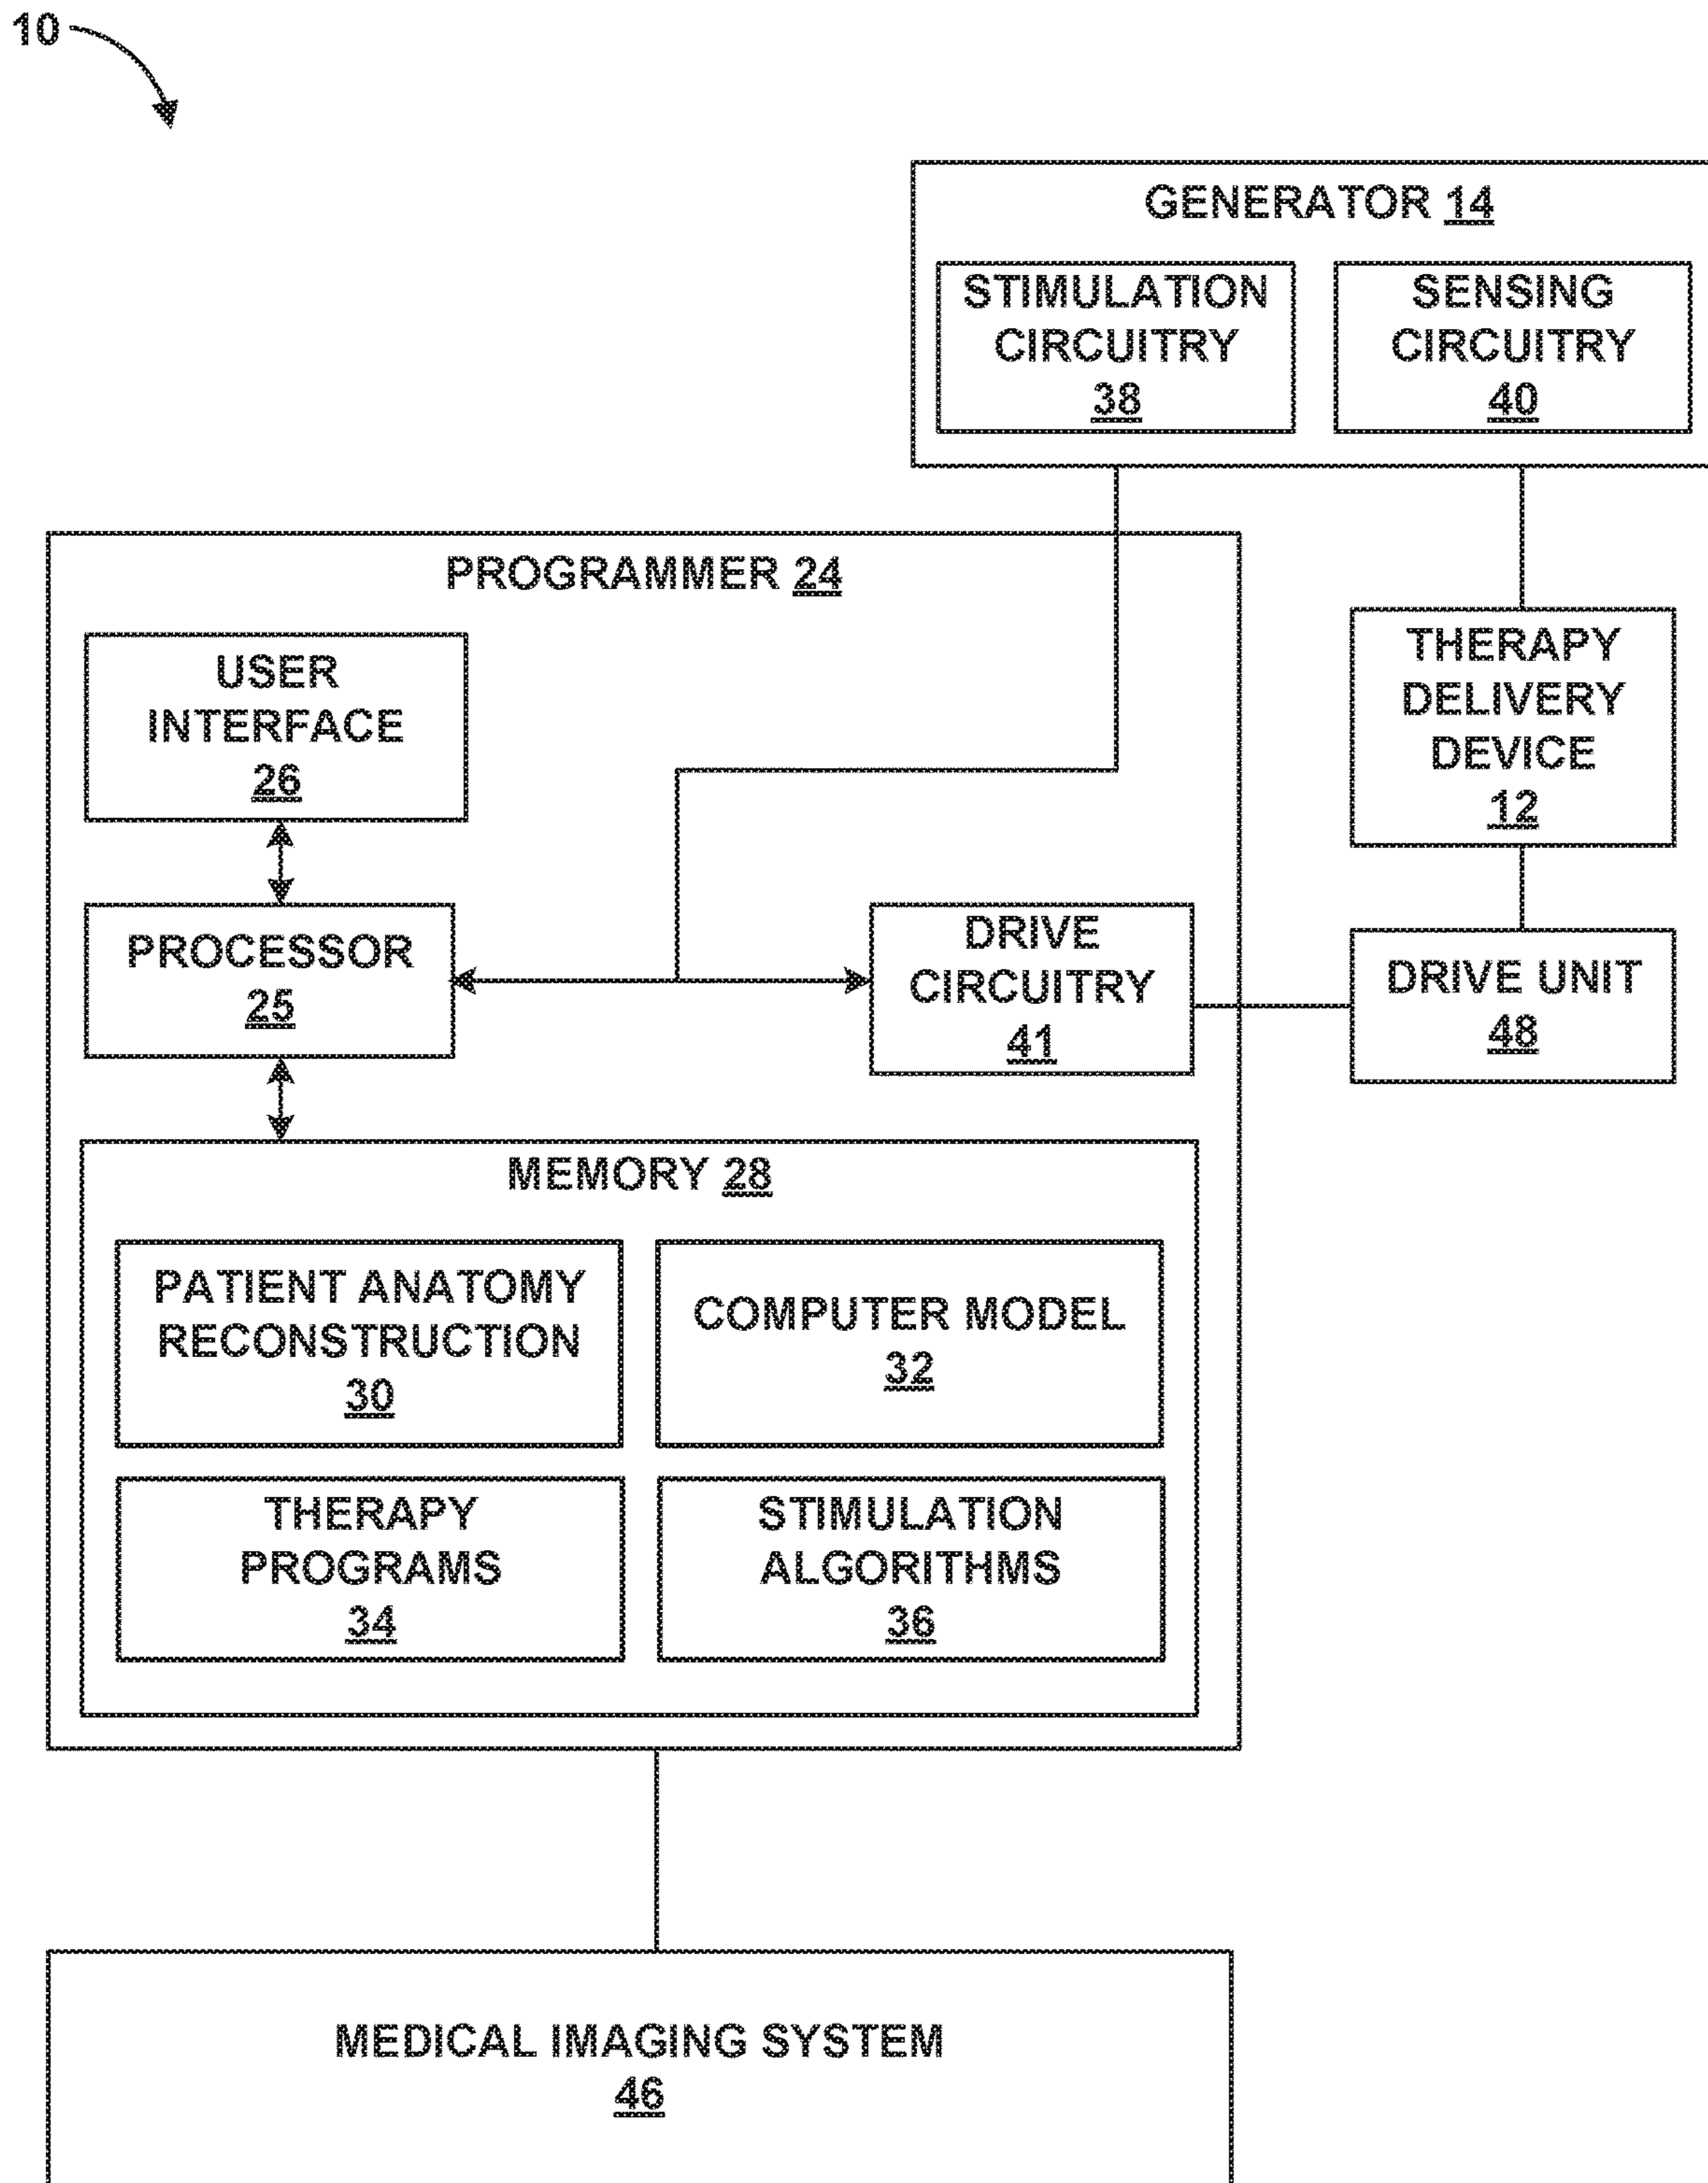 10
GENERATOR 14
STIMULATION
CIRCUITRY
38
SENSING
CIRCUITRY
40
PROGRAMMER 24
USER
INTERFACE
26
THERAPY
DELIVERY
DEVICE
12
PROCESSOR
25
DRIVE
CIRCUITRY
41
DRIVE UNIT
48
MEMORY 28
PATIENT ANATOMY
RECONSTRUCTION
30
COMPUTER MODEL
32
THERAPY
PROGRAMS
34
STIMULATION
ALGORITHMS
36
MEDICAL IMAGING SYSTEM
46